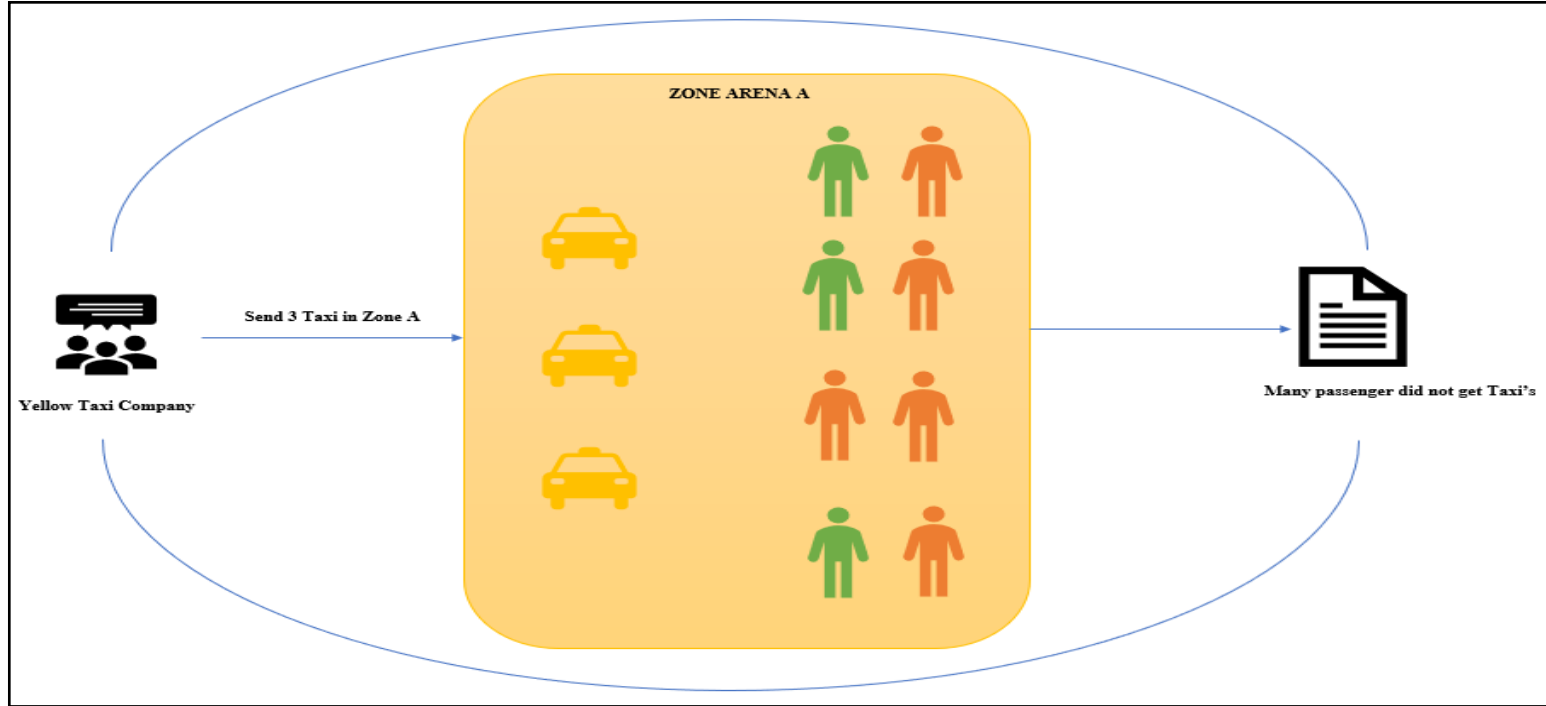 ZONE ARENA A
Send 3 Taxi in Zone A
Yellow Taxi Company
Many passenger did not get Taxi’s